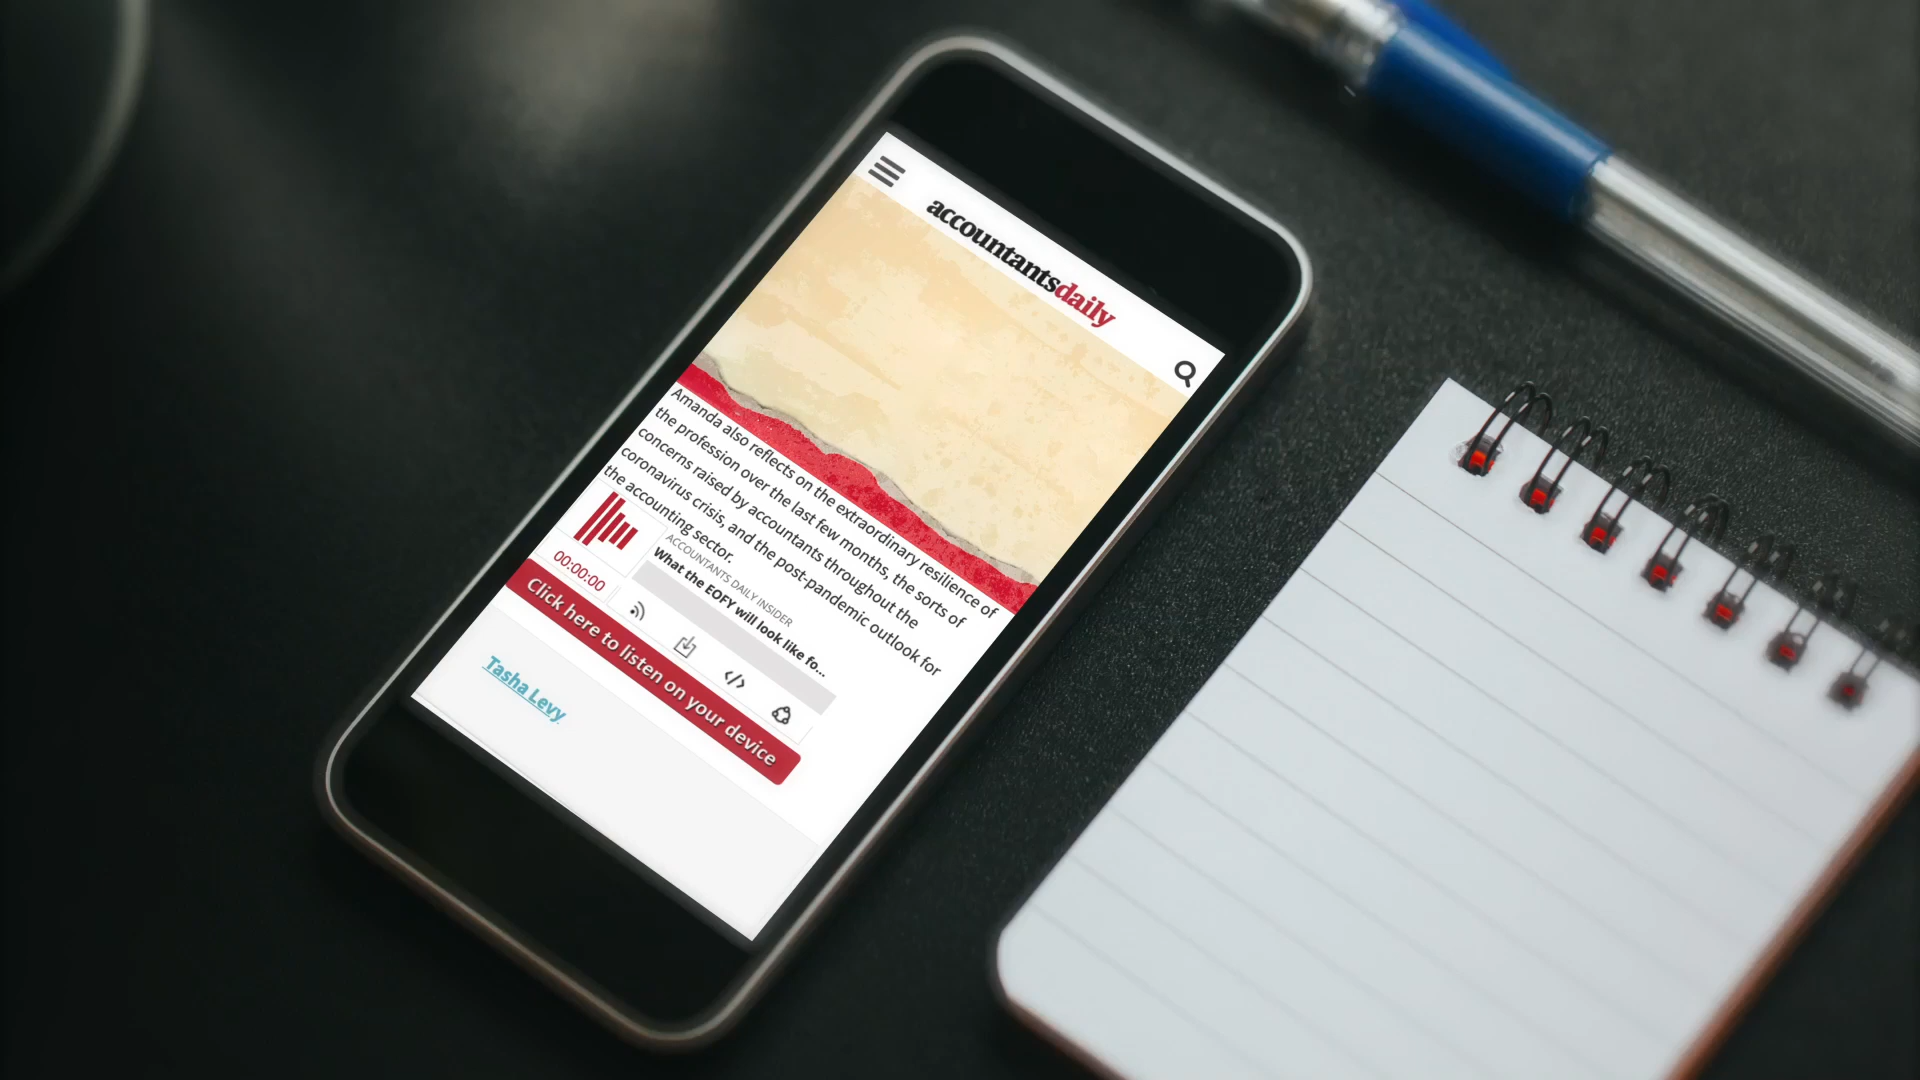 accountantsdaily
Amanda also reflects on the extraordinary resilience of
the profession over the last few months, the sorts of
concerns raised by accountants throughout the
coronavirus crisis, and the post-pandemic outlook for
the accounting sector.
ACCOUNTANTS DAILY INSIDER
What the EOFY will look like fo...
00:00:00
Click here to listen on your device
Tasha Levy